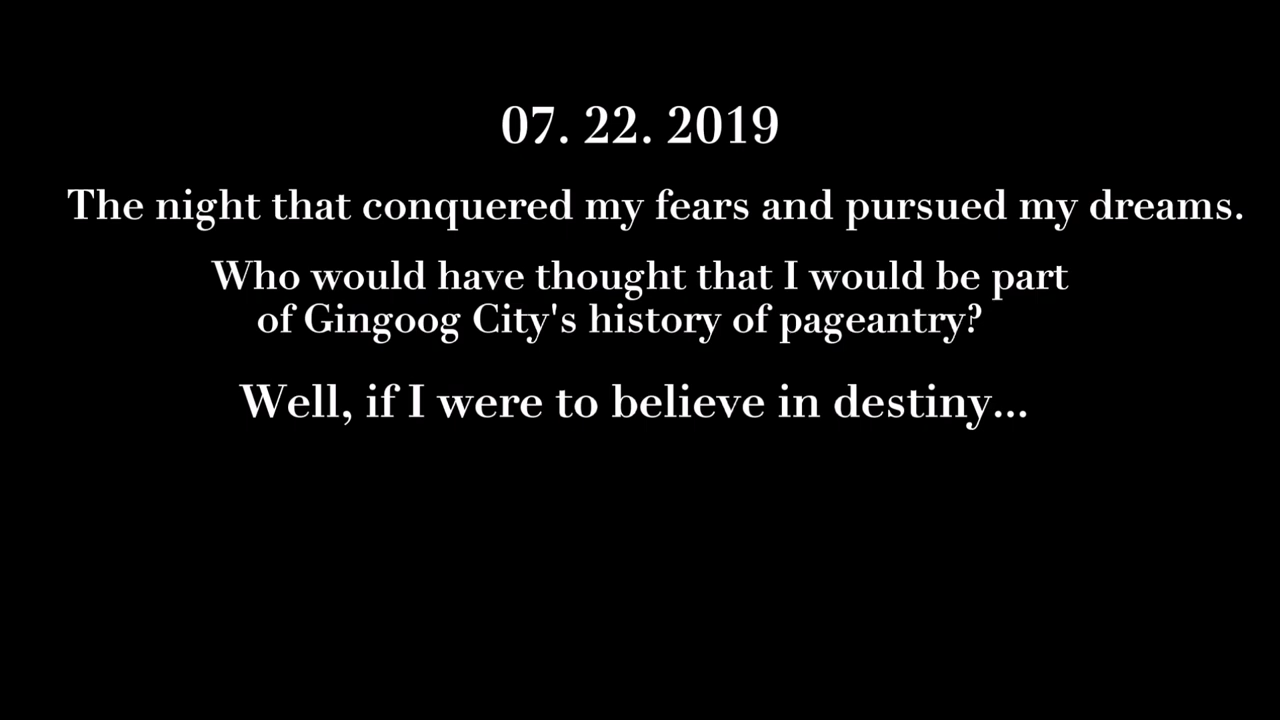 07. 22. 2019
The night that conquered my fears and pursued my dreams.
Who would have thought that I would be part
of Gingoog City's history of pageantry?
Well, if I were to believe in destiny...